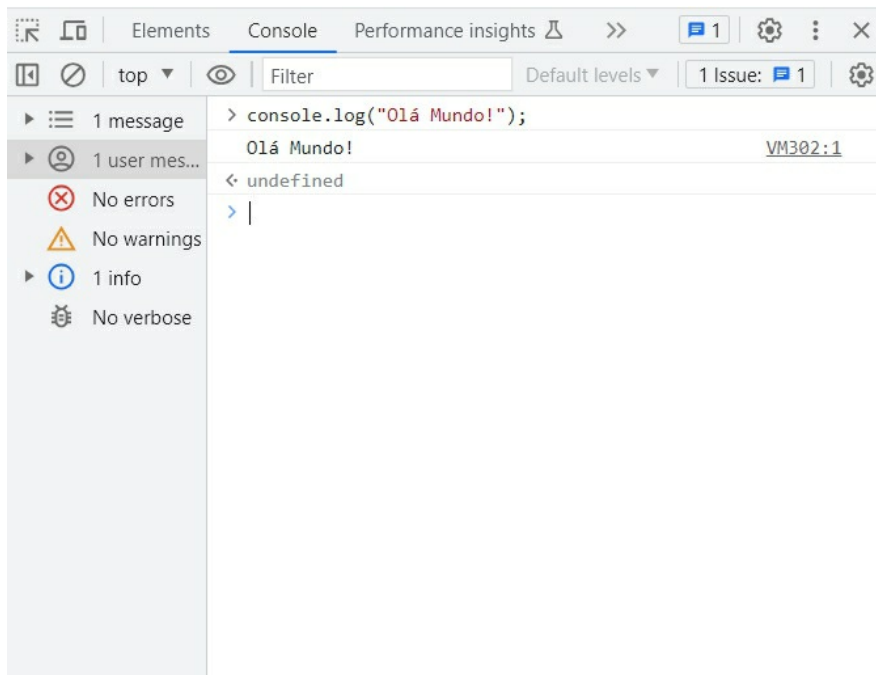 Elements Console Performance insights 1
top Filter Default levels 1 Issue: 1
1 message
1 user mes...
No errors
No warnings
1 info
No verbose
> console.log("Olá Mundo!");
Olá Mundo! VM302:1
undefined
>